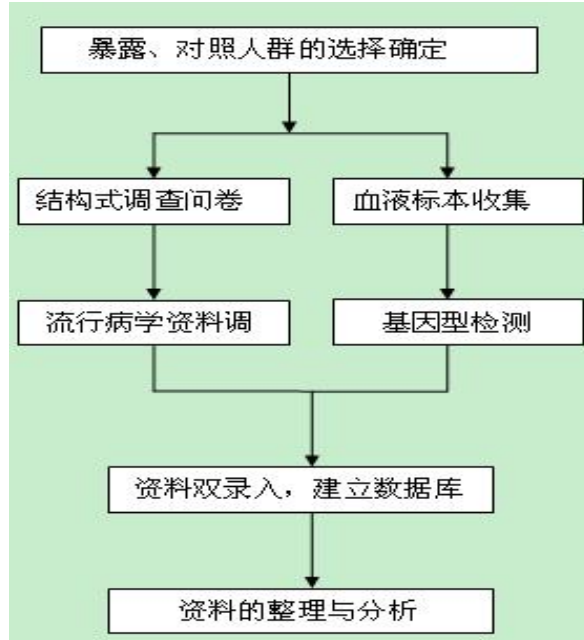 暴露、对照人群的选择确定
结构式调查问卷
血液标本收集
流行病学资料调
基因型检测
资料双录入，建立数据库
资料的整理与分析